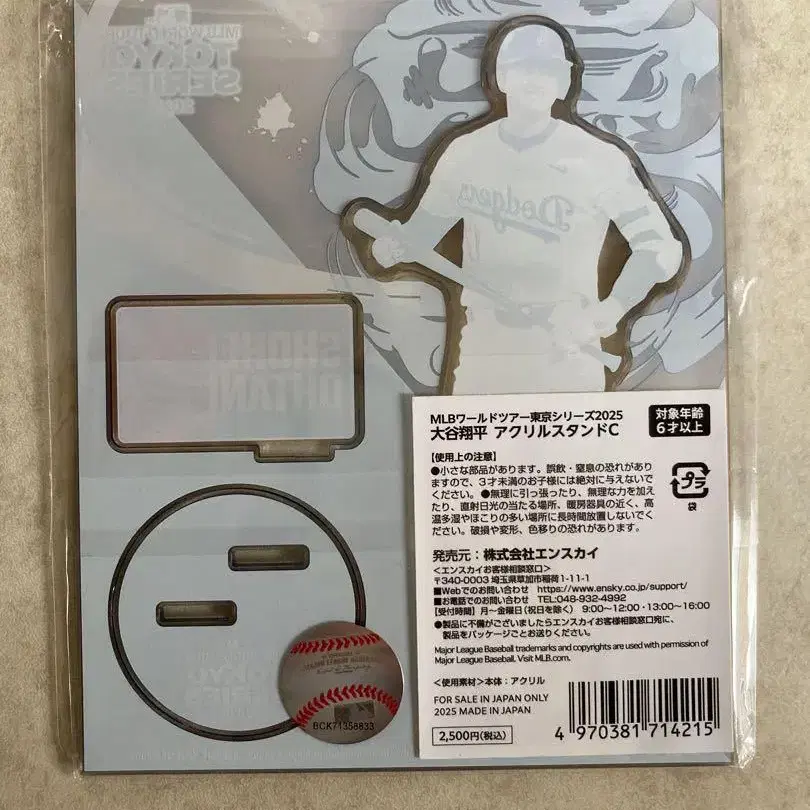 MLB WORLD TOUR
TOKYO
SERIES
Dodgers
SHOHEI
OHTANI
MLBワールドツアー東京シリーズ2025
大谷翔平 アクリルスタンドC
対象年齢
6才以上
【使用上の注意】
●小さな部品があります。誤飲・窒息の恐れがあり
ますので、3才未満のお子様には絶対に与えないで
ください。●無理に引っ張ったり、無理な力を加え
たり、直射日光の当たる場所、暖房器具の近く、高
温多湿やほこりの多い場所に長時間放置しないでく
ださい。破損や変形、色移りの恐れがあります。
プラ
袋
発売元：株式会社エンスカイ
<エンスカイお客様相談窓口>
〒340-0003 埼玉県草加市稲荷1-11-1
■Webでのお問い合わせ https://www.ensky.co.jp/support/
■お電話でのお問い合わせ TEL:048-932-4992
【受付時間】月～金曜日(祝日を除く) 9:00～12:00・13:00～16:00
●製品に不備がございましたらエンスカイお客様相談窓口宛に、
製品をパッケージごとお送りください。
Major League Baseball trademarks and copyrights are used with permission of
Major League Baseball. Visit MLB.com.
<使用素材>本体：アクリル
FOR SALE IN JAPAN ONLY
2025 MADE IN JAPAN
2,500円(税込)
4 970381 714215
BCK71358833